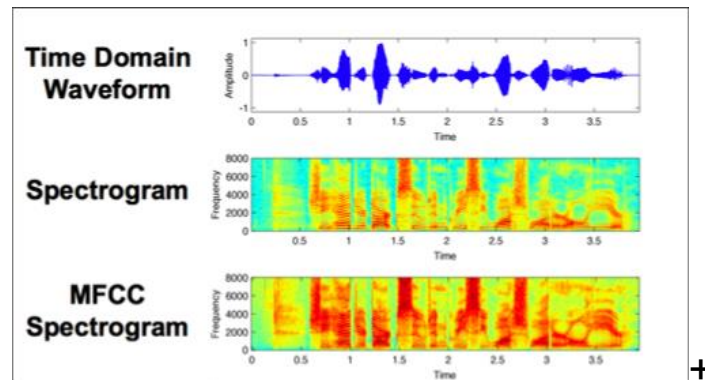 Time Domain
Waveform
Amplitude
1
0
-1
0 0.5 1 1.5 2 2.5 3 3.5
Time
Spectrogram
Frequency
8000
6000
4000
2000
0
0.5 1 1.5 2 2.5 3 3.5
Time
MFCC
Spectrogram
Frequency
8000
6000
4000
2000
0
0 0.5 1 1.5 2 2.5 3 3.5
Time
+